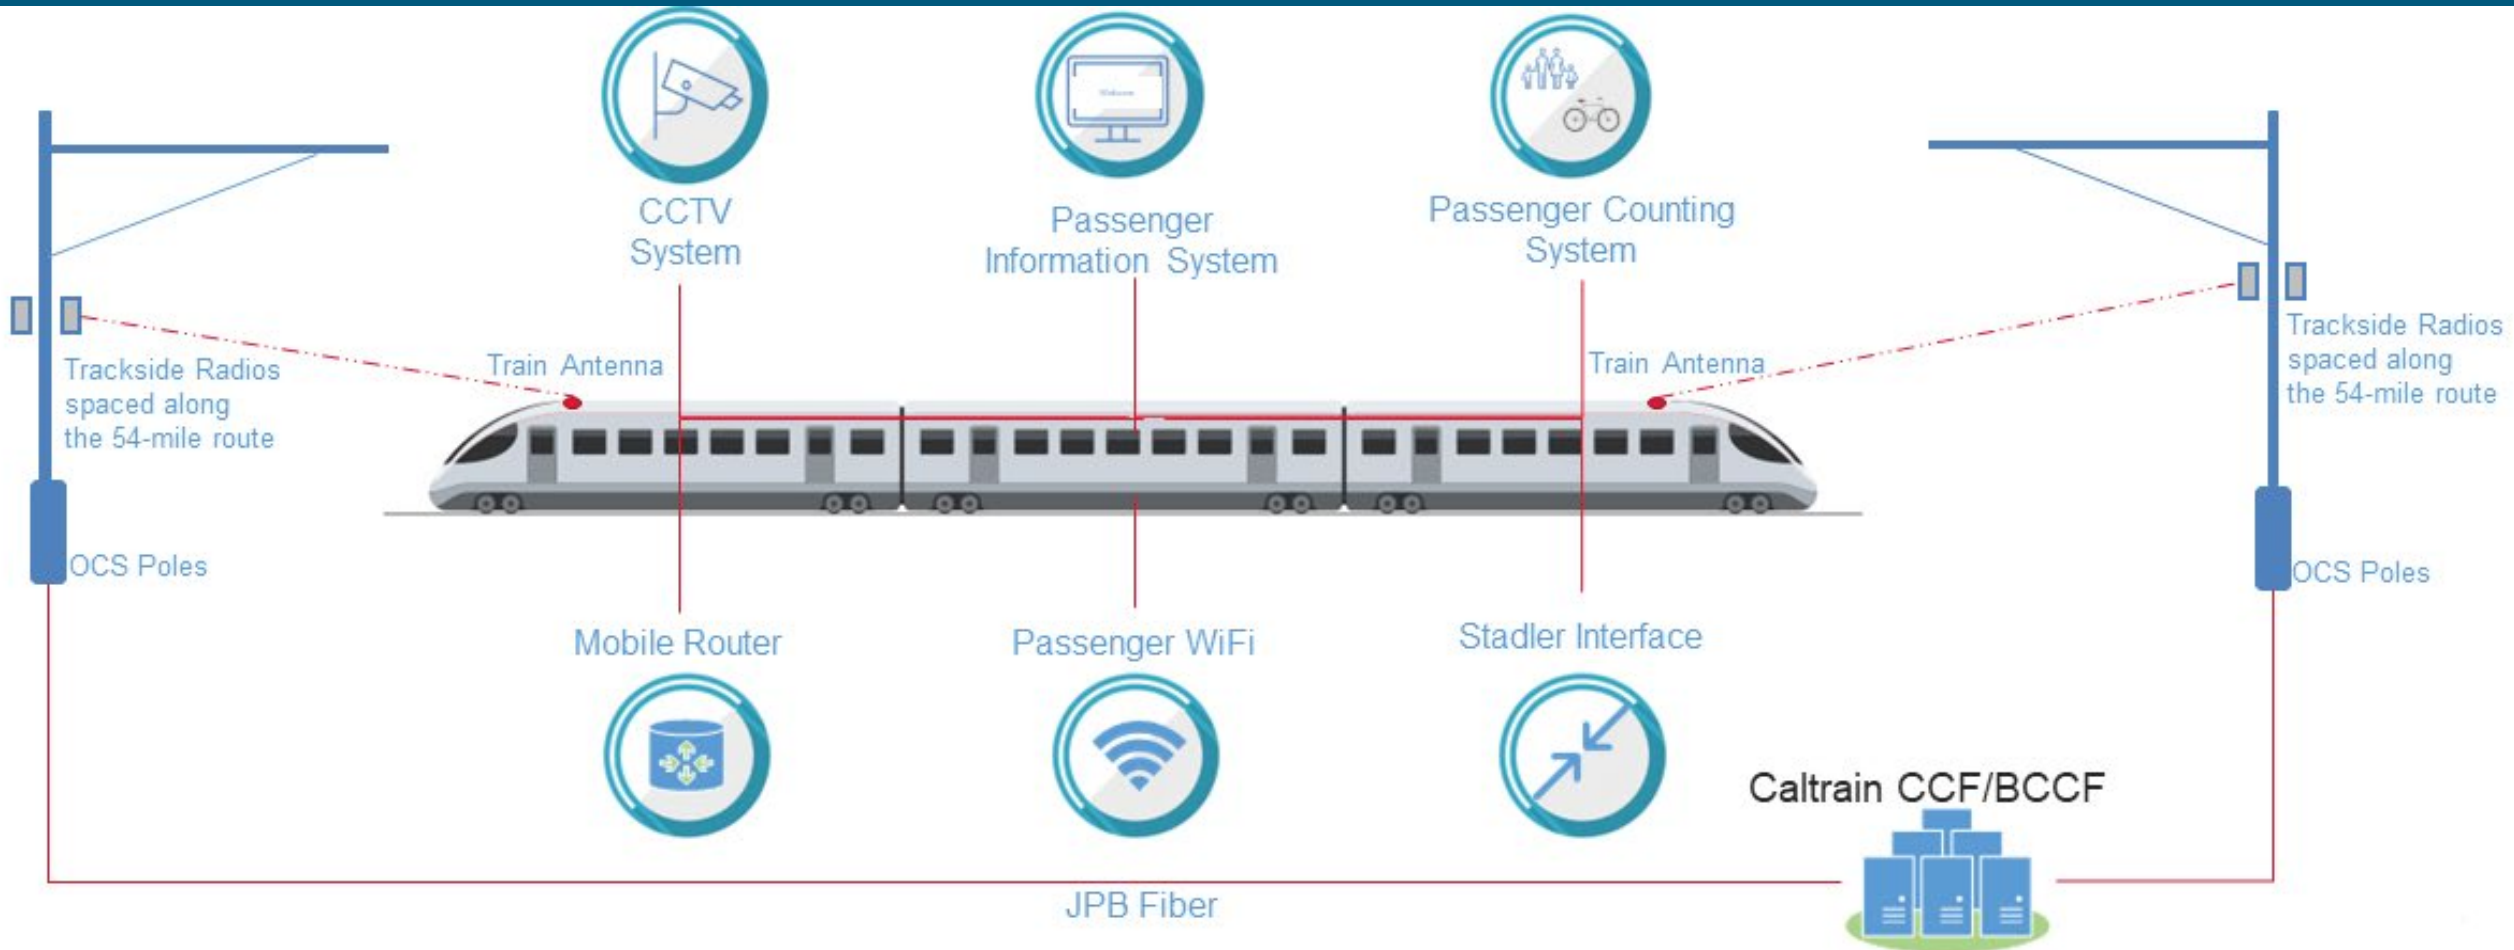 Welcome
CCTV
System
Passenger
Information System
Passenger Counting
System
Trackside Radios
spaced along
the 54-mile route
Train Antenna
Train Antenna
Trackside Radios
spaced along
the 54-mile route
OCS Poles
OCS Poles
Mobile Router
Passenger WiFi
Stadler Interface
Caltrain CCF/BCCF
JPB Fiber